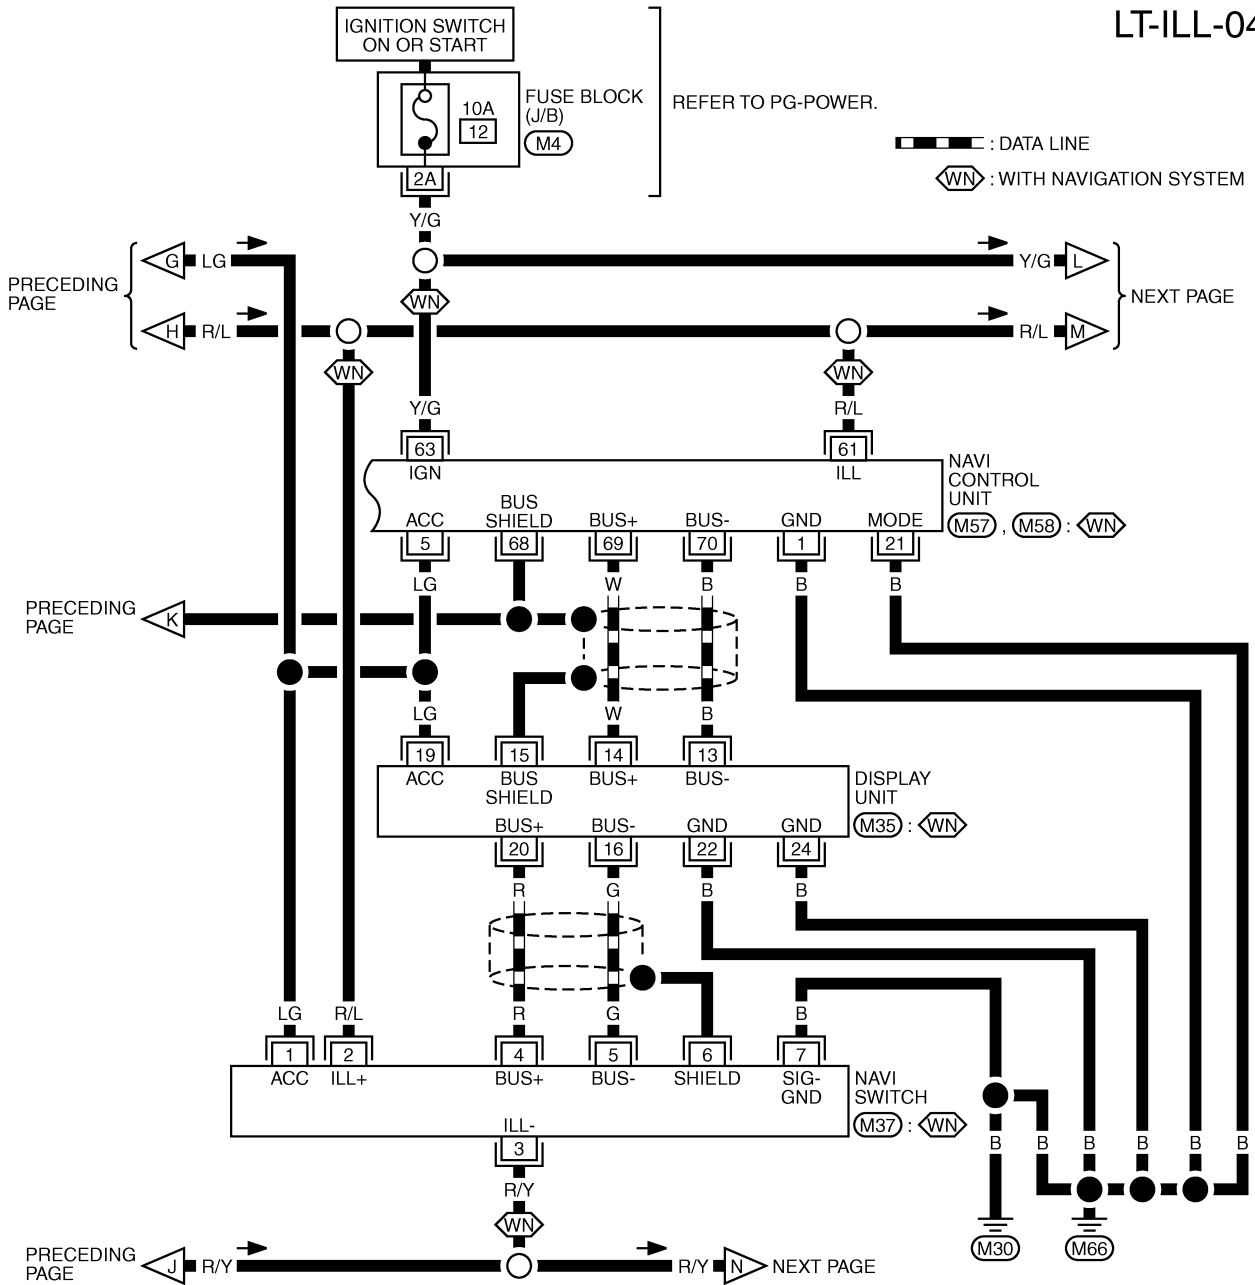 LT-ILL-04
IGNITION SWITCH
ON OR START
10A
12
FUSE BLOCK
(J/B)
M4
REFER TO PG-POWER.
2A
: DATA LINE
WN : WITH NAVIGATION SYSTEM
Y/G
PRECEDING
PAGE
G LG
Y/G L
WN
H R/L
R/L M
NEXT PAGE
WN
WN
Y/G
R/L
63
IGN
61
ILL
NAVI
CONTROL
UNIT
M57 , M58 : WN
ACC
BUS
SHIELD
BUS+
BUS-
GND
MODE
5
68
69
70
1
21
LG
W
B
B
B
PRECEDING
PAGE
K
LG
W
B
19
15
14
13
ACC
BUS
SHIELD
BUS+
BUS-
DISPLAY
UNIT
M35 : WN
BUS+
BUS-
GND
GND
20
16
22
24
R
G
B
B
LG
R/L
R
G
B
1
2
4
5
6
7
ACC
ILL+
BUS+
BUS-
SHIELD
SIG-
GND
NAVI
SWITCH
M37 : WN
ILL-
3
B
B
B
B
B
B
R/Y
WN
M30
M66
PRECEDING
PAGE
J R/Y
R/Y N NEXT PAGE